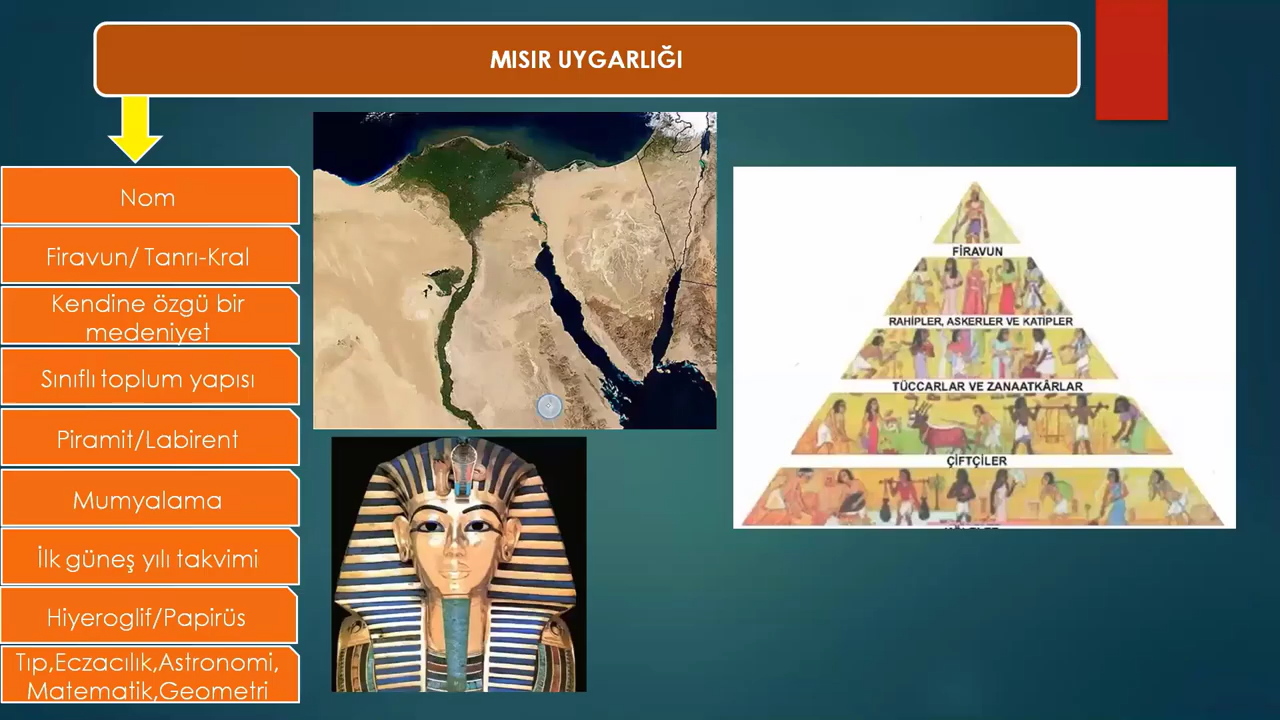 MISIR UYGARLIĞI
Nom
Firavun/ Tanrı-Kral
Kendine özgü bir
medeniyet
Sınıflı toplum yapısı
Piramit/Labirent
Mumyalama
İlk güneş yılı takvimi
Hiyeroglif/Papirüs
Tıp,Eczacılık,Astronomi,
Matematik,Geometri
FİRAVUN
RAHİPLER, ASKERLER VE KATİPLER
TÜCCARLAR VE ZANAATKÂRLAR
ÇİFTÇİLER